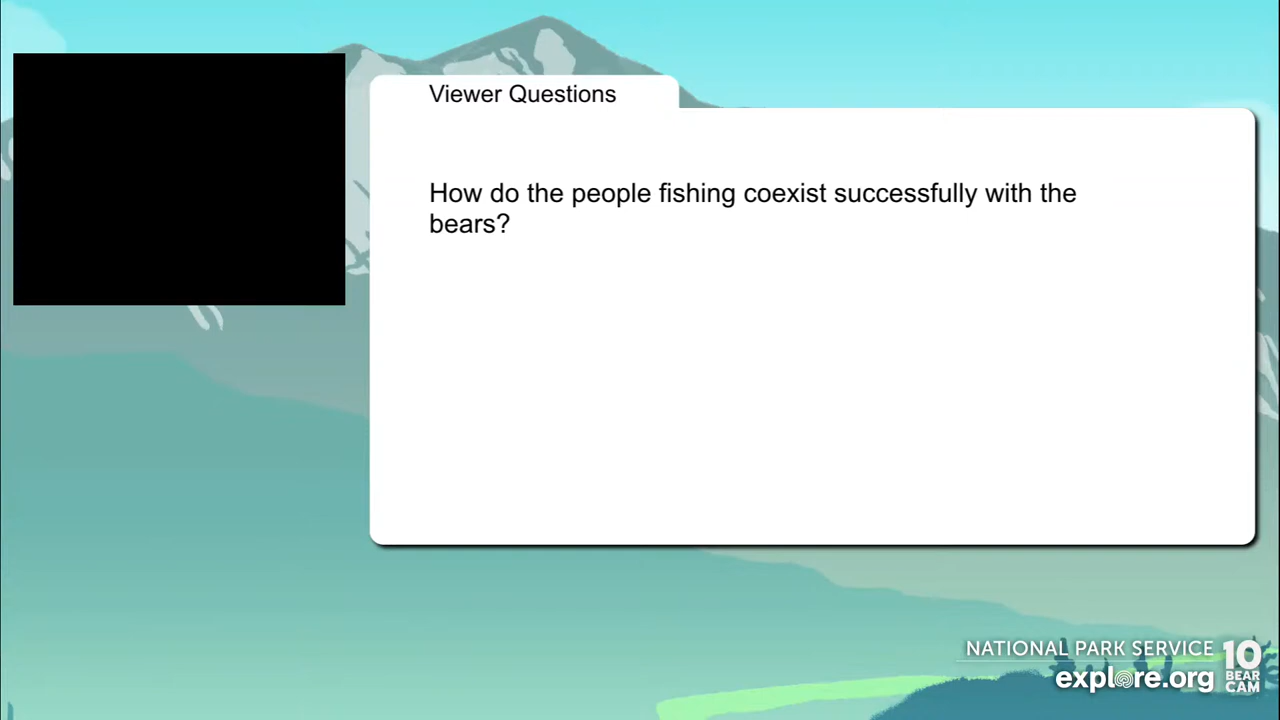 Viewer Questions
How do the people fishing coexist successfully with the
bears?
NATIONAL PARK SERVICE
explore.org
10
BEAR
CAM